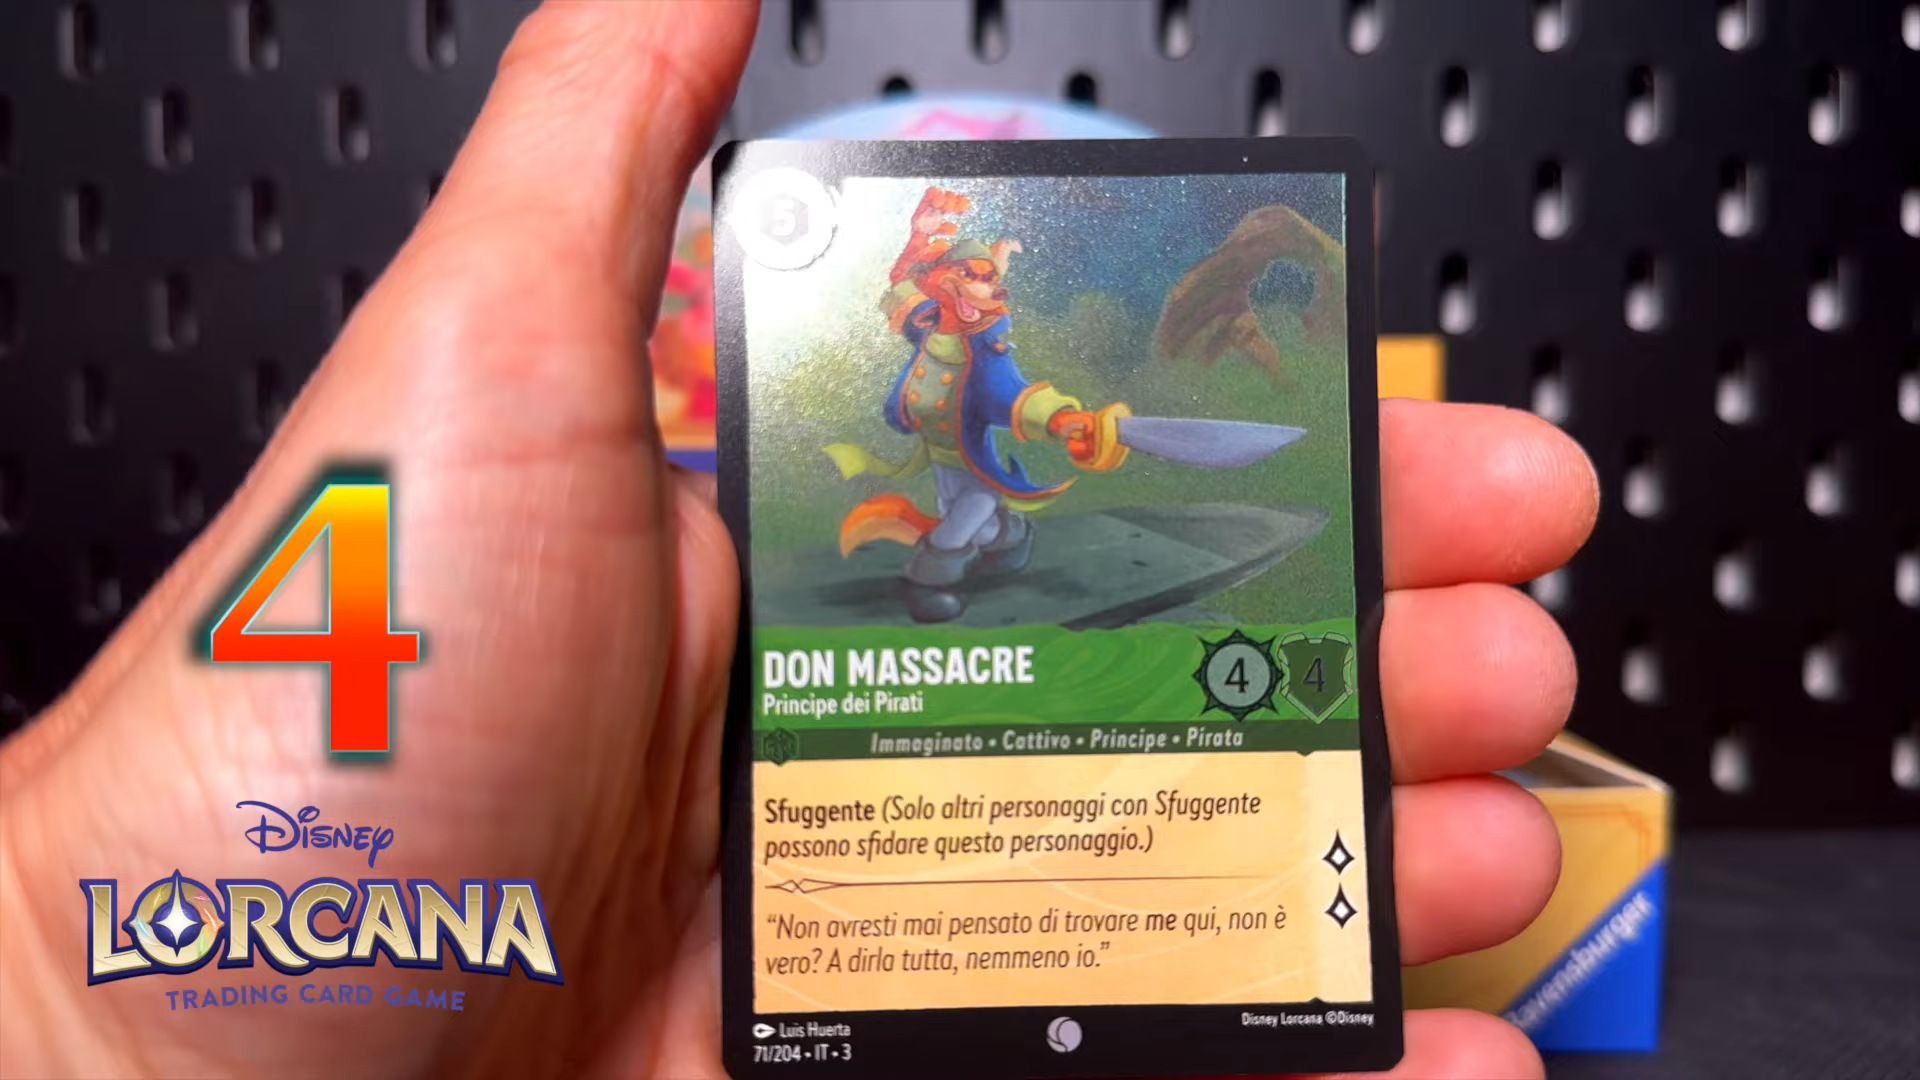 5
DON MASSACRE
Principe dei Pirati
4 4
Immaginato • Cattivo • Principe • Pirata
Sfuggente (Solo altri personaggi con Sfuggente
possono sfidare questo personaggio.)
“Non avresti mai pensato di trovare me qui, non è
vero? A dirla tutta, nemmeno io.”
Luis Huerta
71/204 • IT • 3
Disney Lorcana ©Disney
4
Disney
LORCANA
TRADING CARD GAME
Ravensburger